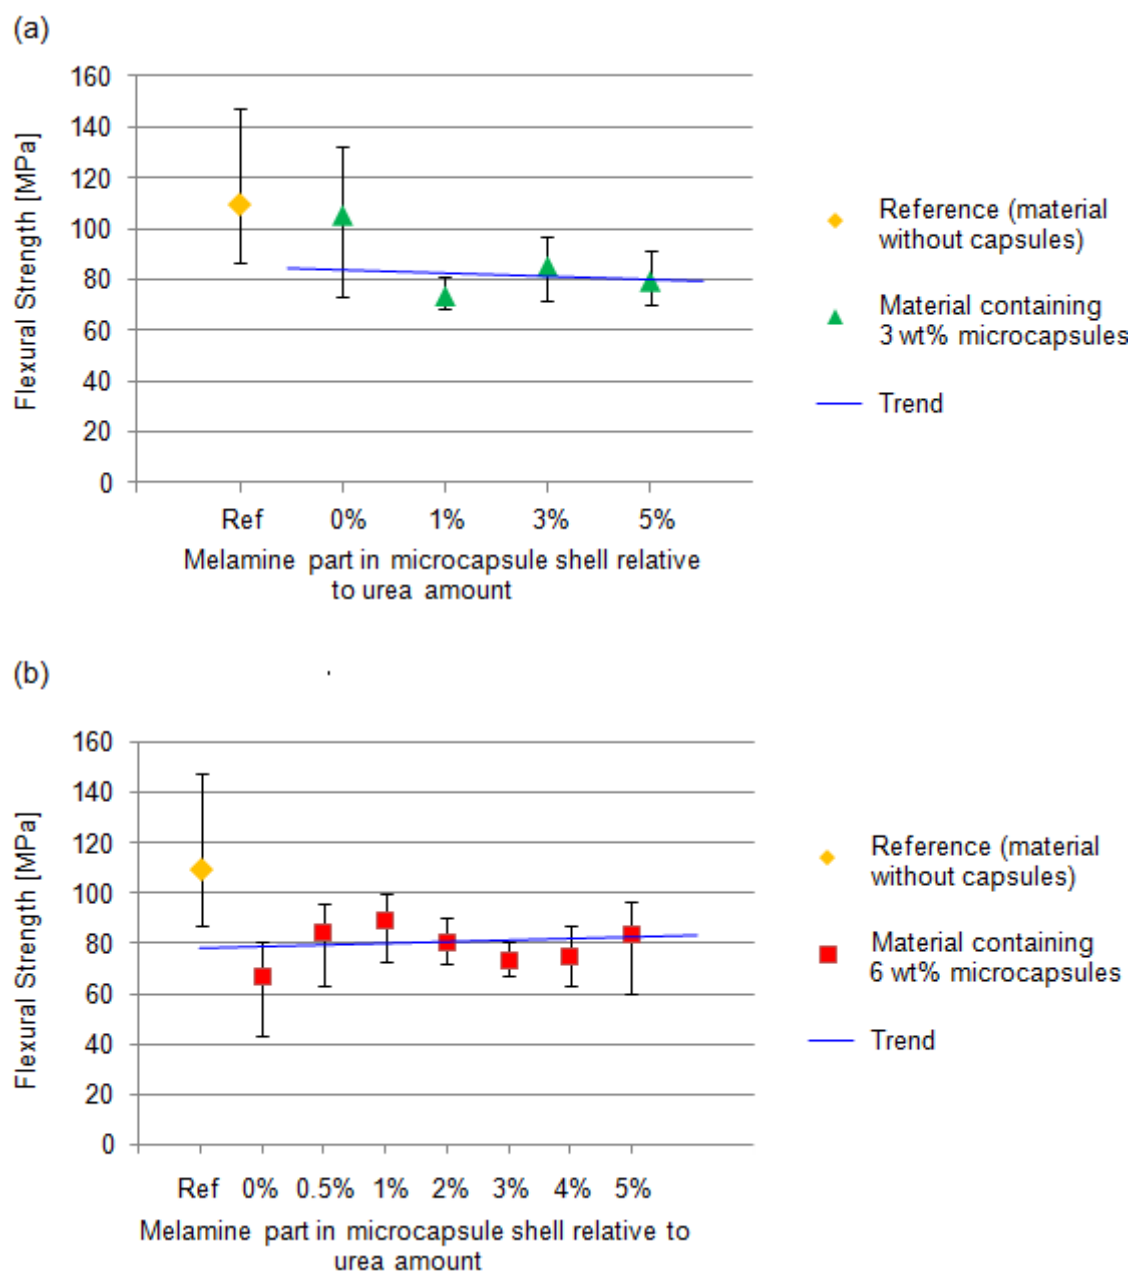 (a)
160
140
120
100
80
60
40
20
0
Flexural Strength [MPa]
Ref 0% 1% 3% 5%
Melamine part in microcapsule shell relative
to urea amount
Reference (material
without capsules)
Material containing
3 wt% microcapsules
Trend
(b)
160
140
120
100
80
60
40
20
0
Flexural Strength [MPa]
Ref 0% 0.5% 1% 2% 3% 4% 5%
Melamine part in microcapsule shell relative to
urea amount
Reference (material
without capsules)
Material containing
6 wt% microcapsules
Trend